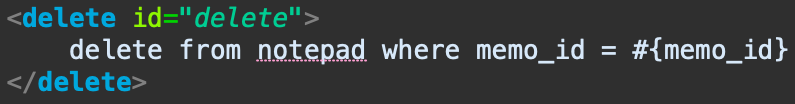 <delete id="delete">
delete from notepad where memo_id = #{memo_id}
</delete>